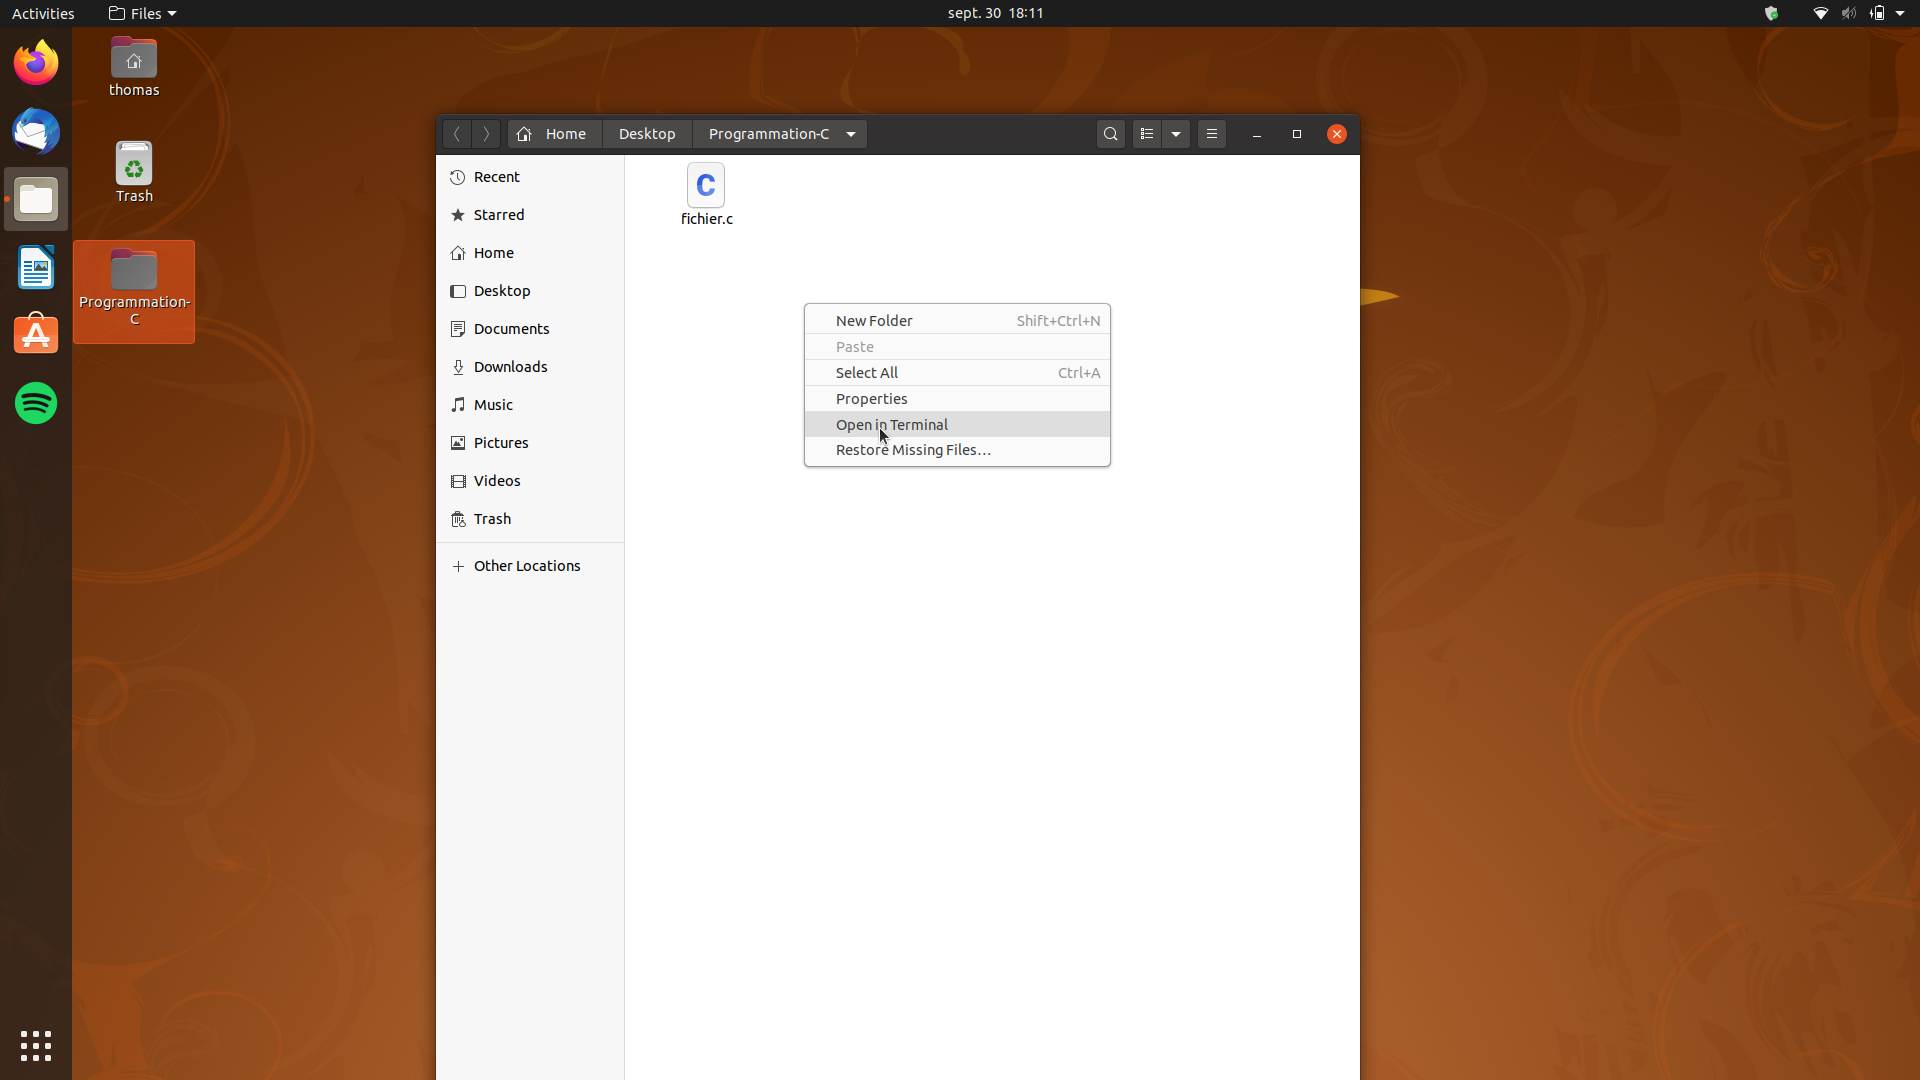 Activities
Files
sept. 30 18:11
thomas
Trash
Programmation-
C
Home
Desktop
Programmation-C
Recent
Starred
Home
Desktop
Documents
Downloads
Music
Pictures
Videos
Trash
Other Locations
C
fichier.c
New Folder Shift+Ctrl+N
Paste
Select All Ctrl+A
Properties
Open in Terminal
Restore Missing Files…